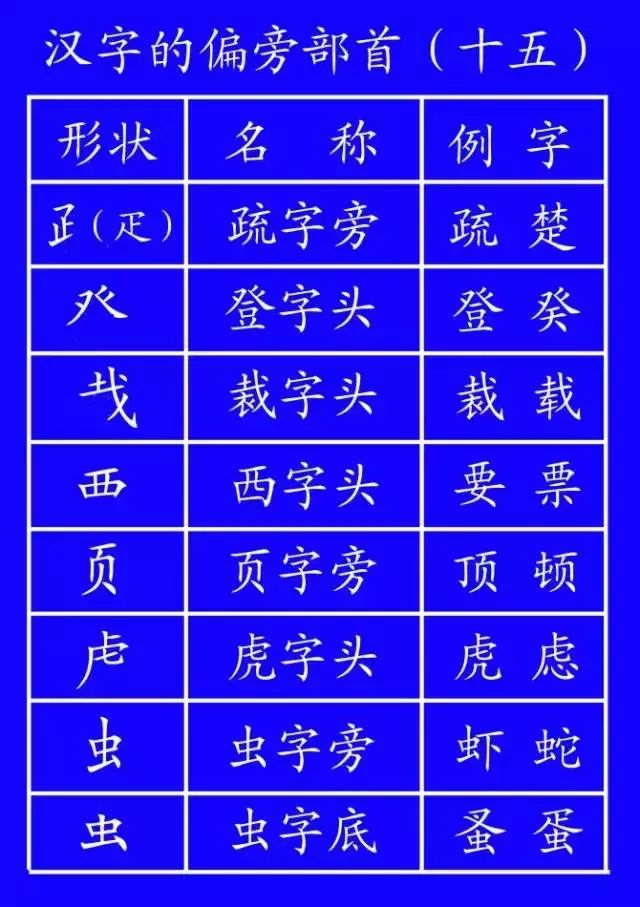 汉字的偏旁部首（十五）
形状 名称 例字
𤴔（疋） 疏字旁 疏 楚
癶 登字头 登 癸
𢦏 裁字头 裁 载
覀 西字头 要 票
页 页字旁 顶 顿
虍 虎字头 虎 虑
虫 虫字旁 虾 蛇
虫 虫字底 蚤 蛋